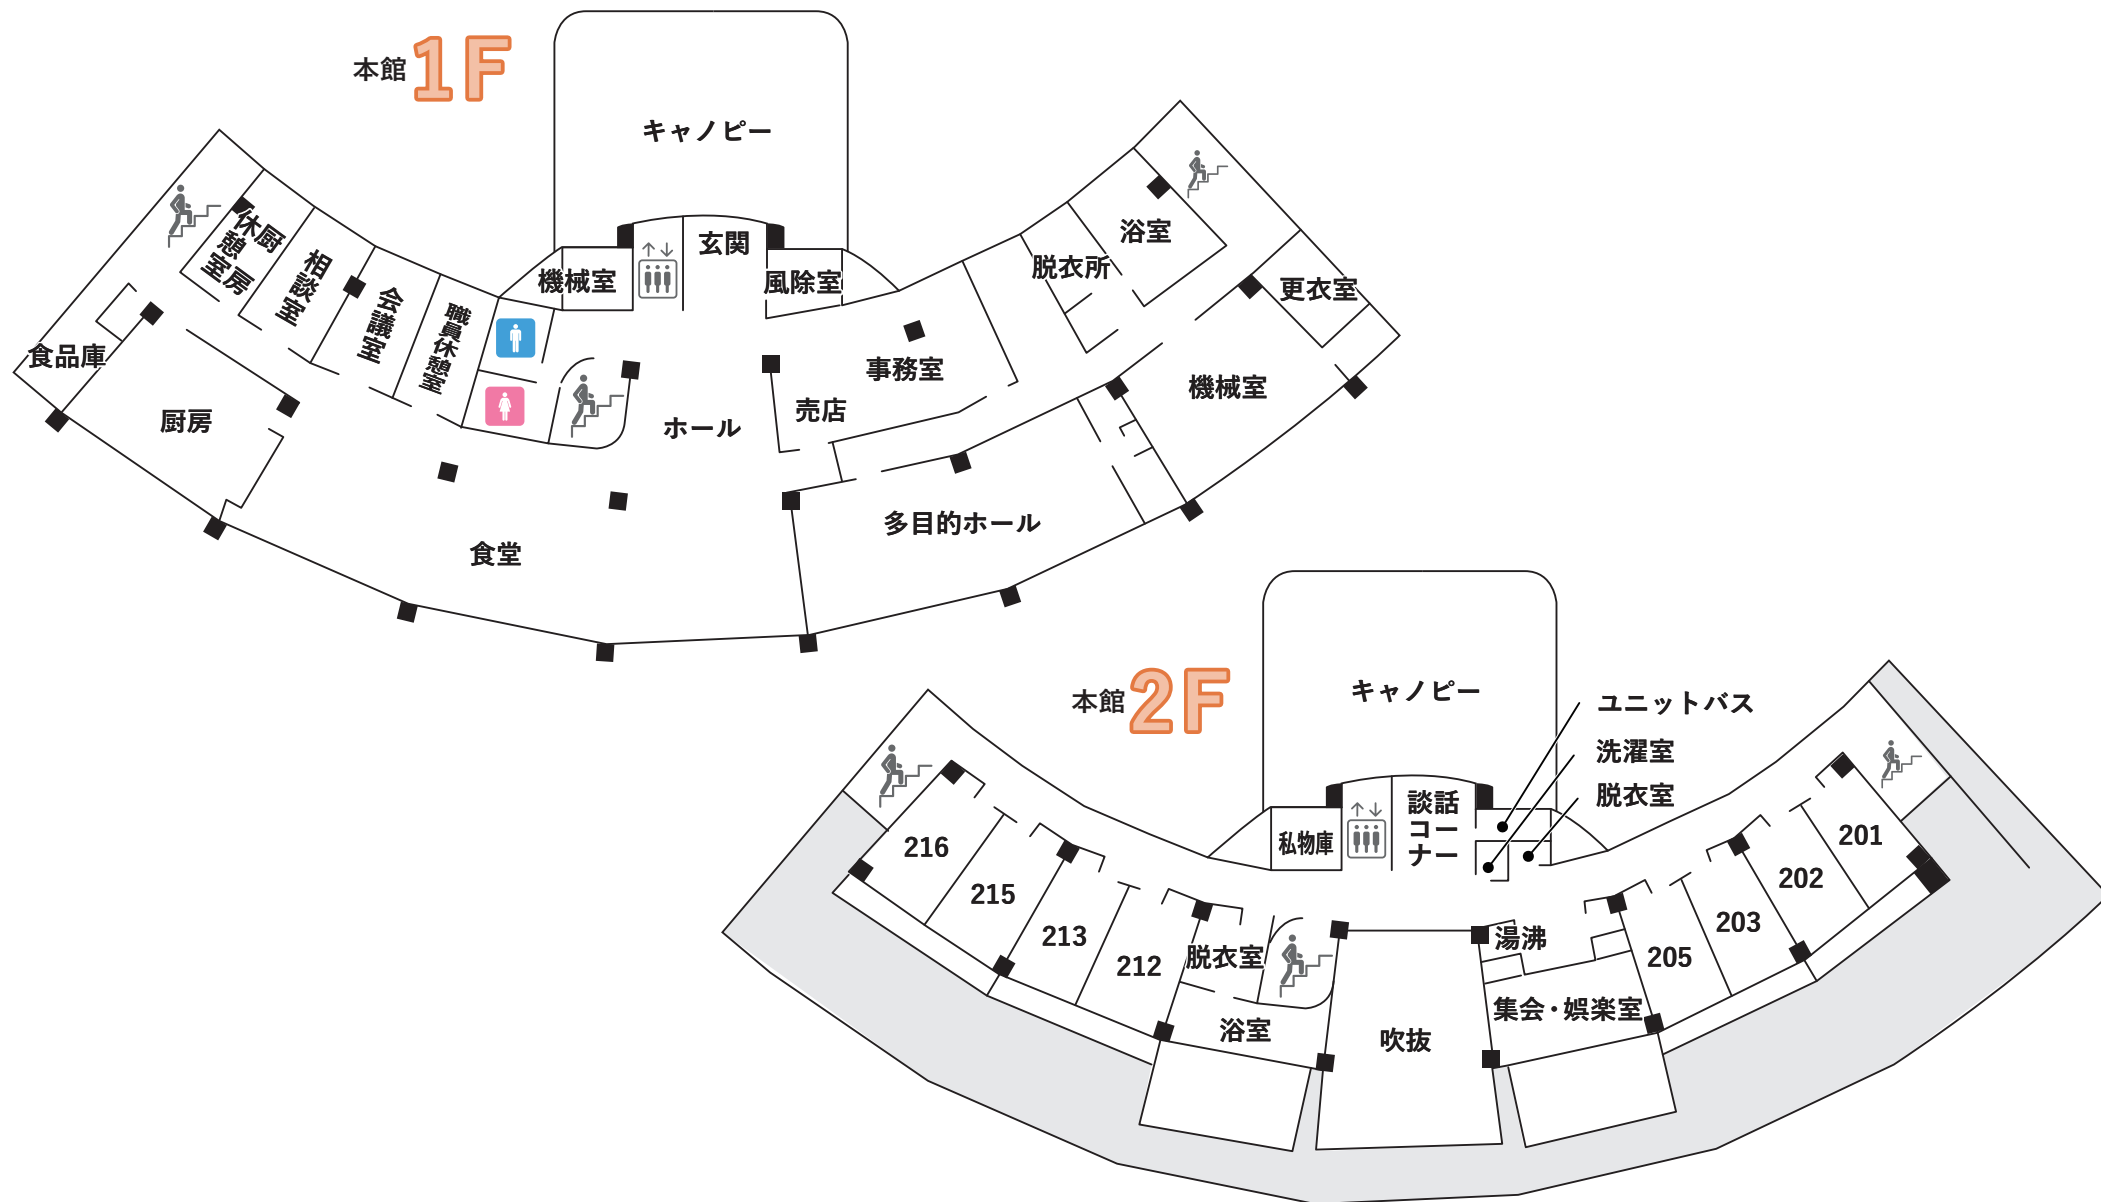 本館 1F
キャノピー
玄関
機械室
風除室
厨房
休憩室
相談室
会議室
職員休憩室
食品庫
厨房
食堂
ホール
売店
事務室
脱衣所
浴室
更衣室
機械室
多目的ホール
本館 2F
キャノピー
ユニットバス
洗濯室
脱衣室
談話
コー
ナー
私物庫
216
215
213
212
脱衣室
浴室
吹抜
湯沸
集会・娯楽室
205
203
202
201